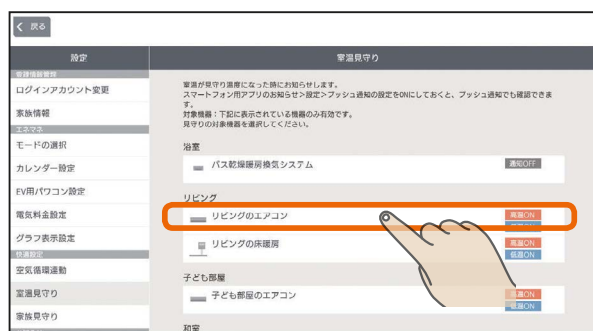 戻る
設定
室温見守り
登録情報管理
ログインアカウント変更
家族情報
エネマネ
モードの選択
カレンダー設定
EV用パワコン設定
電気料金設定
グラフ表示設定
快適設定
空気循環連動
室温見守り
家族見守り
室温が見守り温度になった時にお知らせします。
スマートフォン用アプリのお知らせ>設定>プッシュ通知の設定をONにしておくと、プッシュ通知でも確認できま
す。
対象機器：下記に表示されている機器のみ有効です。
見守りの対象機器を選択してください。
浴室
バス乾燥暖房換気システム
通知OFF
リビング
リビングのエアコン
高温ON
リビングの床暖房
高温ON
低温ON
子ども部屋
子ども部屋のエアコン
高温ON
低温ON
和室